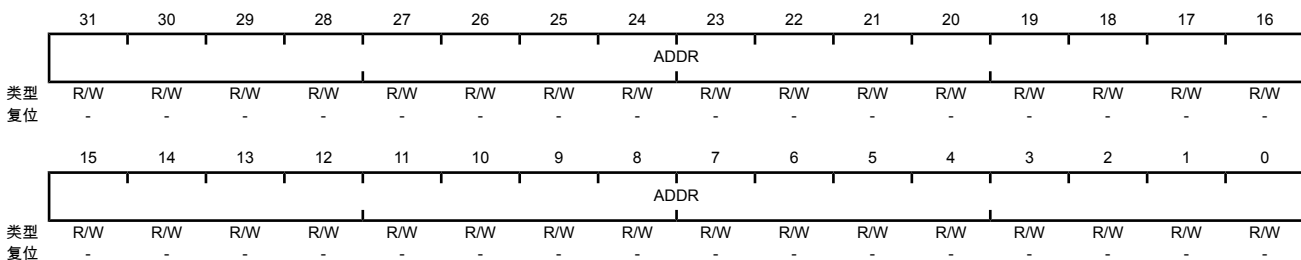 31 30 29 28 27 26 25 24 23 22 21 20 19 18 17 16
ADDR
类型 R/W R/W R/W R/W R/W R/W R/W R/W R/W R/W R/W R/W R/W R/W R/W R/W
复位 - - - - - - - - - - - - - - - -
15 14 13 12 11 10 9 8 7 6 5 4 3 2 1 0
ADDR
类型 R/W R/W R/W R/W R/W R/W R/W R/W R/W R/W R/W R/W R/W R/W R/W R/W
复位 - - - - - - - - - - - - - - - -